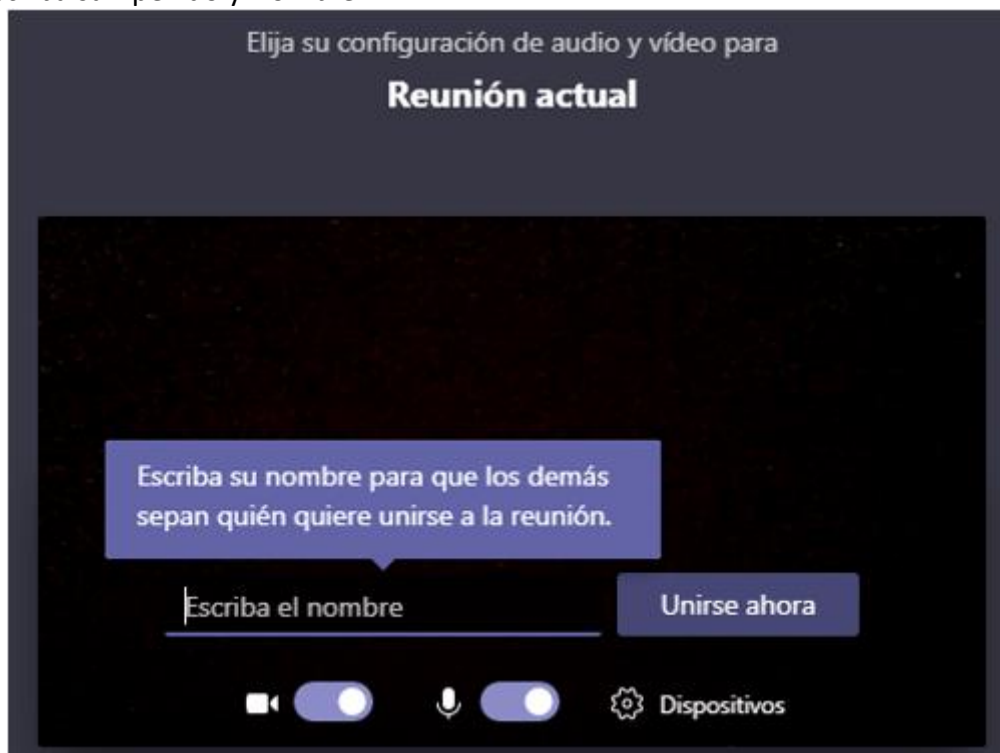 Elija su configuración de audio y vídeo para
Reunión actual
Escriba su nombre para que los demás
sepan quién quiere unirse a la reunión.
Escriba el nombre
Unirse ahora
Dispositivos